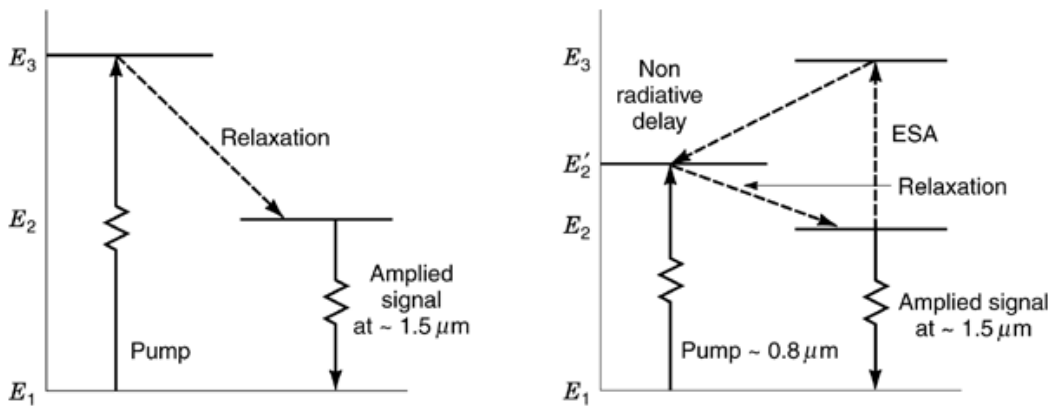 E3
Relaxation
E2
Amplied
signal
at ~ 1.5 μm
Pump
E1
E3
Non
radiative
delay
ESA
E2′
Relaxation
E2
Amplied signal
at ~ 1.5 μm
Pump ~ 0.8 μm
E1